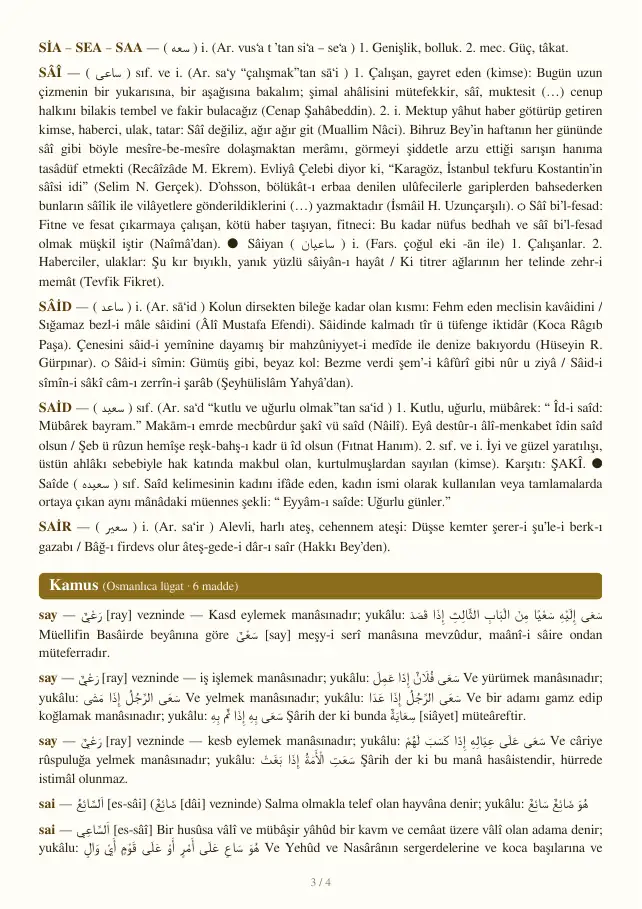 SİA – SEA – SAA — ( سعه ) i. (Ar. vus‘a t ’tan si‘a – se‘a ) 1. Genişlik, bolluk. 2. mec. Güç, tâkat.
SÂÎ — ( ساعى ) sıf. ve i. (Ar. sa‘y “çalışmak”tan sā‘і ) 1. Çalışan, gayret eden (kimse): Bugün uzun
çizmenin bir yukarısına, bir aşağısına bakalım; şimal ahâlisini mütefekkir, sâî, muktesit (…) cenup
halkını bilakis tembel ve fakir bulacağız (Cenap Şahâbeddin). 2. i. Mektup yâhut haber götürüp getiren
kimse, haberci, ulak, tatar: Sâî değiliz, ağır ağır git (Muallim Nâci). Bihruz Bey’in haftanın her gününde
sâî gibi böyle mesîre-be-mesîre dolaşmaktan merâmı, görmeyi şiddetle arzu ettiği sarışın hanıma
tasâdüf etmekti (Recâîzâde M. Ekrem). Evliyâ Çelebi diyor ki, “Karagöz, İstanbul tekfuru Kostantin’in
sâîsi idi” (Selim N. Gerçek). D’ohsson, bölükât-ı erbaa denilen ulûfecilerle gariplerden bahsederken
bunların sâîlik ile vilâyetlere gönderildiklerini (…) yazmaktadır (İsmâil H. Uzunçarşılı). ѻ Sâî bi’l-fesad:
Fitne ve fesat çıkarmaya çalışan, kötü haber taşıyan, fitneci: Bu kadar nüfus bedhah ve sâî bi’l-fesad
olmak müşkil iştir (Naîmâ’dan). ● Sâiyan ( ساعيان ) i. (Fars. çoğul eki -ān ile) 1. Çalışanlar. 2.
Haberciler, ulaklar: Şu kır bıyıklı, yanık yüzlü sâiyân-ı hayât / Ki titrer ağlarının her telinde zehr-i
memât (Tevfik Fikret).
SÂİD — ( ساعد ) i. (Ar. sā‘id ) Kolun dirsekten bileğe kadar olan kısmı: Fehm eden meclisin kavâidini /
Sığamaz bezl-i mâle sâidini (Âlî Mustafa Efendi). Sâidinde kalmadı tîr ü tüfenge iktidâr (Koca Râgıb
Paşa). Çenesini sâid-i yemînine dayamış bir mahzûniyyet-i medîde ile denize bakıyordu (Hüseyin R.
Gürpınar). ѻ Sâid-i sîmin: Gümüş gibi, beyaz kol: Bezme verdi şem’-i kâfûrî gibi nûr u ziyâ / Sâid-i
sîmîn-i sâkî câm-ı zerrîn-i şarâb (Şeyhülislâm Yahyâ’dan).
SAÎD — ( سعيد ) sıf. (Ar. sa‘d “kutlu ve uğurlu olmak”tan sa‘іd ) 1. Kutlu, uğurlu, mübârek: “ Îd-i saîd:
Mübârek bayram.” Makām-ı emrde mecbûrdur şakî vü saîd (Nâilî). Eyâ destûr-ı âlî-menkabet îdin saîd
olsun / Şeb ü rûzun hemîşe reşk-bahş-ı kadr ü îd olsun (Fıtnat Hanım). 2. sıf. ve i. İyi ve güzel yaratılışı,
üstün ahlâkı sebebiyle hak katında makbul olan, kurtulmuşlardan sayılan (kimse). Karşıtı: ŞAKÎ. ●
Saîde ( سعيده ) sıf. Saîd kelimesinin kadını ifâde eden, kadın ismi olarak kullanılan veya tamlamalarda
ortaya çıkan aynı mânâdaki müennes şekli: “ Eyyâm-ı saîde: Uğurlu günler.”
SAÎR — ( سعير ) i. (Ar. sa‘іr ) Alevli, harlı ateş, cehennem ateşi: Düşse kemter şerer-i şu’le-i berk-ı
gazabı / Bâğ-ı firdevs olur âteş-gede-i dâr-ı saîr (Hakkı Bey’den).
Kamus (Osmanlıca lügat · 6 madde)
say — رَعْيٌ [ray] vezninde — Kasd eylemek manâsınadır; yukâlu: سَعَى إِلَيْهِ سَعْيًا مِنَ الْبَابِ الثَّالِثِ إِذَا قَصَدَ
Müellifin Basâirde beyânına göre سَعْيٌ [say] meşy-i serî manâsına mevzûdur, maânî-i sâire ondan
müteferradır.
say — رَعْيٌ [ray] vezninde — iş işlemek manâsınadır; yukâlu: سَعَى فُلَانٌ إِذَا عَمِلَ Ve yürümek manâsınadır;
yukâlu: سَعَى الرَّجُلُ إِذَا مَشَى Ve yelmek manâsınadır; yukâlu: سَعَى الرَّجُلُ إِذَا عَدَا Ve bir adamı gamz edip
koğlamak manâsınadır; yukâlu: سَعَى بِهِ إِذَا نَمَّ بِهِ Şârih der ki bunda سِعَايَةٌ [siâyet] müteâreftir.
say — رَعْيٌ [ray] vezninde — kesb eylemek manâsınadır; yukâlu: سَعَى عَلَى عِيَالِهِ إِذَا كَسَبَ لَهُمْ Ve câriye
rûspuluğa yelmek manâsınadır; yukâlu: سَعَتِ الْأَمَةُ إِذَا بَغَتْ Şârih der ki bu manâ hasâistendir, hürrede
istimâl olunmaz.
sai — اَلسَّائِعُ [es-sâi] (ضَائِعٌ [dâi] vezninde) Salma olmakla telef olan hayvâna denir; yukâlu: هُوَ ضَائِعٌ سَائِعٌ
sai — اَلسَّاعِي [es-sâî] Bir husûsa vâlî ve mübâşir yâhûd bir kavm ve cemâat üzere vâlî olan adama denir;
yukâlu: هُوَ سَاعٍ عَلَى أَمْرٍ أَوْ عَلَى قَوْمٍ أَيْ وَالٍ Ve Yehûd ve Nasârânın sergerdelerine ve koca başılarına ve
3 / 4